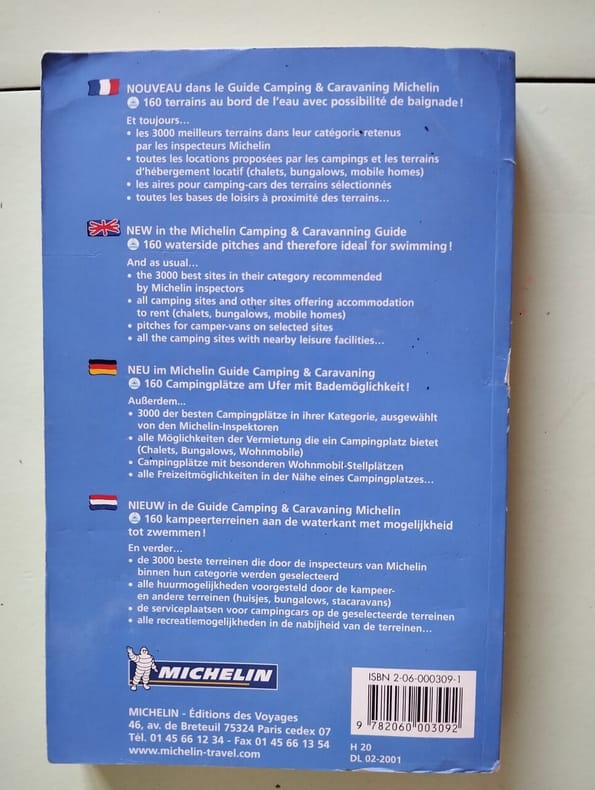 NOUVEAU dans le Guide Camping & Caravaning Michelin
160 terrains au bord de l'eau avec possibilité de baignade !
Et toujours...
• les 3000 meilleurs terrains dans leur catégorie retenus
par les inspecteurs Michelin
• toutes les locations proposées par les campings et les terrains
d'hébergement locatif (chalets, bungalows, mobile homes)
• les aires pour camping-cars des terrains sélectionnés
• toutes les bases de loisirs à proximité des terrains...
NEW in the Michelin Camping & Caravanning Guide
160 waterside pitches and therefore ideal for swimming !
And as usual...
• the 3000 best sites in their category recommended
by Michelin inspectors
• all camping sites and other sites offering accommodation
to rent (chalets, bungalows, mobile homes)
• pitches for camper-vans on selected sites
• all the camping sites with nearby leisure facilities...
NEU im Michelin Guide Camping & Caravaning
160 Campingplätze am Ufer mit Bademöglichkeit !
Außerdem...
• 3000 der besten Campingplätze in ihrer Kategorie, ausgewählt
von den Michelin-Inspektoren
• alle Möglichkeiten der Vermietung die ein Campingplatz bietet
(Chalets, Bungalows, Wohnmobile)
• Campingplätze mit besonderen Wohnmobil-Stellplätzen
• alle Freizeitmöglichkeiten in der Nähe eines Campingplatzes...
NIEUW in de Guide Camping & Caravaning Michelin
160 kampeerterreinen aan de waterkant met mogelijkheid
tot zwemmen !
En verder...
• de 3000 beste terreinen die door de inspecteurs van Michelin
binnen hun categorie werden geselecteerd
• alle huurmogelijkheden voorgesteld door de kampeer-
en andere terreinen (huisjes, bungalows, stacaravans)
• de serviceplaatsen voor campingcars op de geselecteerde terreinen
• alle recreatiemogelijkheden in de nabijheid van de terreinen...
MICHELIN
MICHELIN - Éditions des Voyages
46, av. de Breteuil 75324 Paris cedex 07
Tél. 01 45 66 12 34 - Fax 01 45 66 13 54
www.michelin-travel.com
ISBN 2-06-000309-1
9 782060 003092
H 20
DL 02-2001